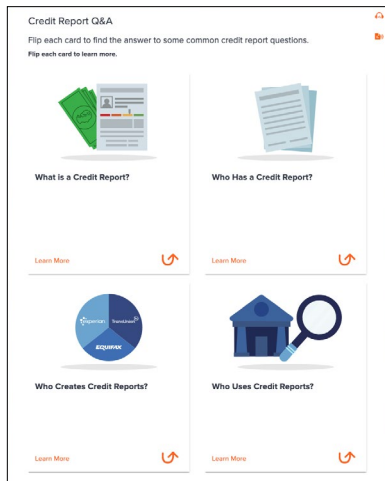 Credit Report Q&A
Flip each card to find the answer to some common credit report questions.
Flip each card to learn more.
What is a Credit Report?
Who Has a Credit Report?
Learn More
Learn More
experian
TransUnion
EQUIFAX
Who Creates Credit Reports?
Who Uses Credit Reports?
Learn More
Learn More